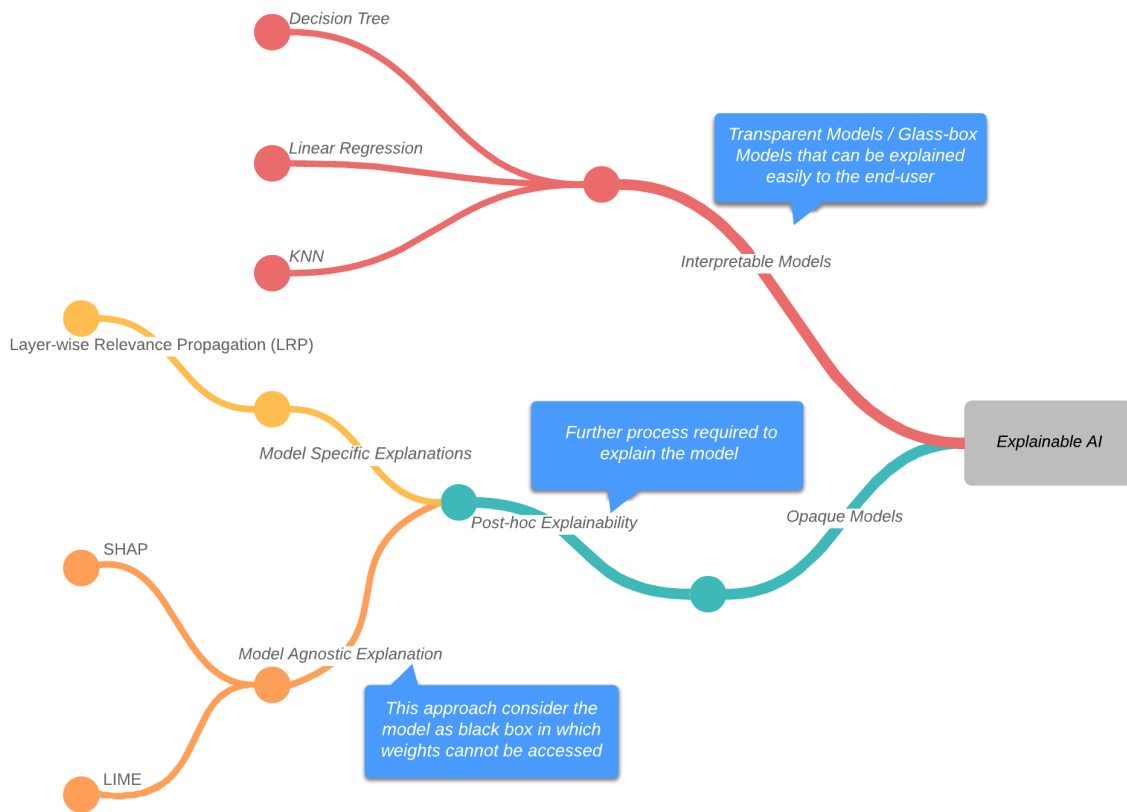 Decision Tree
Transparent Models / Glass-box
Models that can be explained
easily to the end-user
Linear Regression
KNN
Interpretable Models
Layer-wise Relevance Propagation (LRP)
Further process required to
explain the model
Explainable AI
Model Specific Explanations
Post-hoc Explainability
Opaque Models
SHAP
Model Agnostic Explanation
This approach consider the
model as black box in which
weights cannot be accessed
LIME